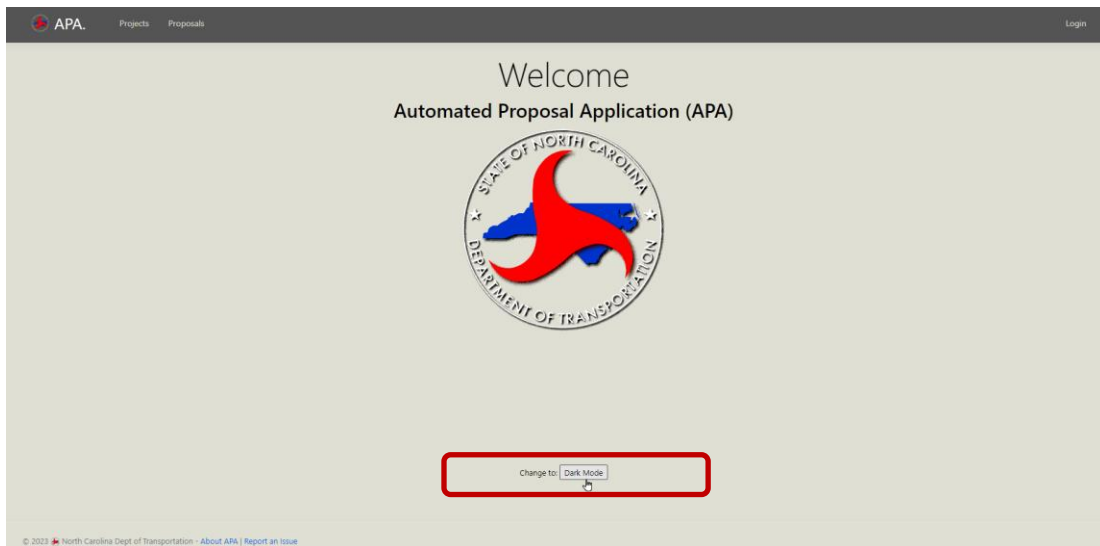 APA. Projects Proposals Login
Welcome
Automated Proposal Application (APA)
STATE OF NORTH CAROLINA
DEPARTMENT OF TRANSPORTATION
Change to: Dark Mode
© 2023 North Carolina Dept of Transportation - About APA | Report an Issue